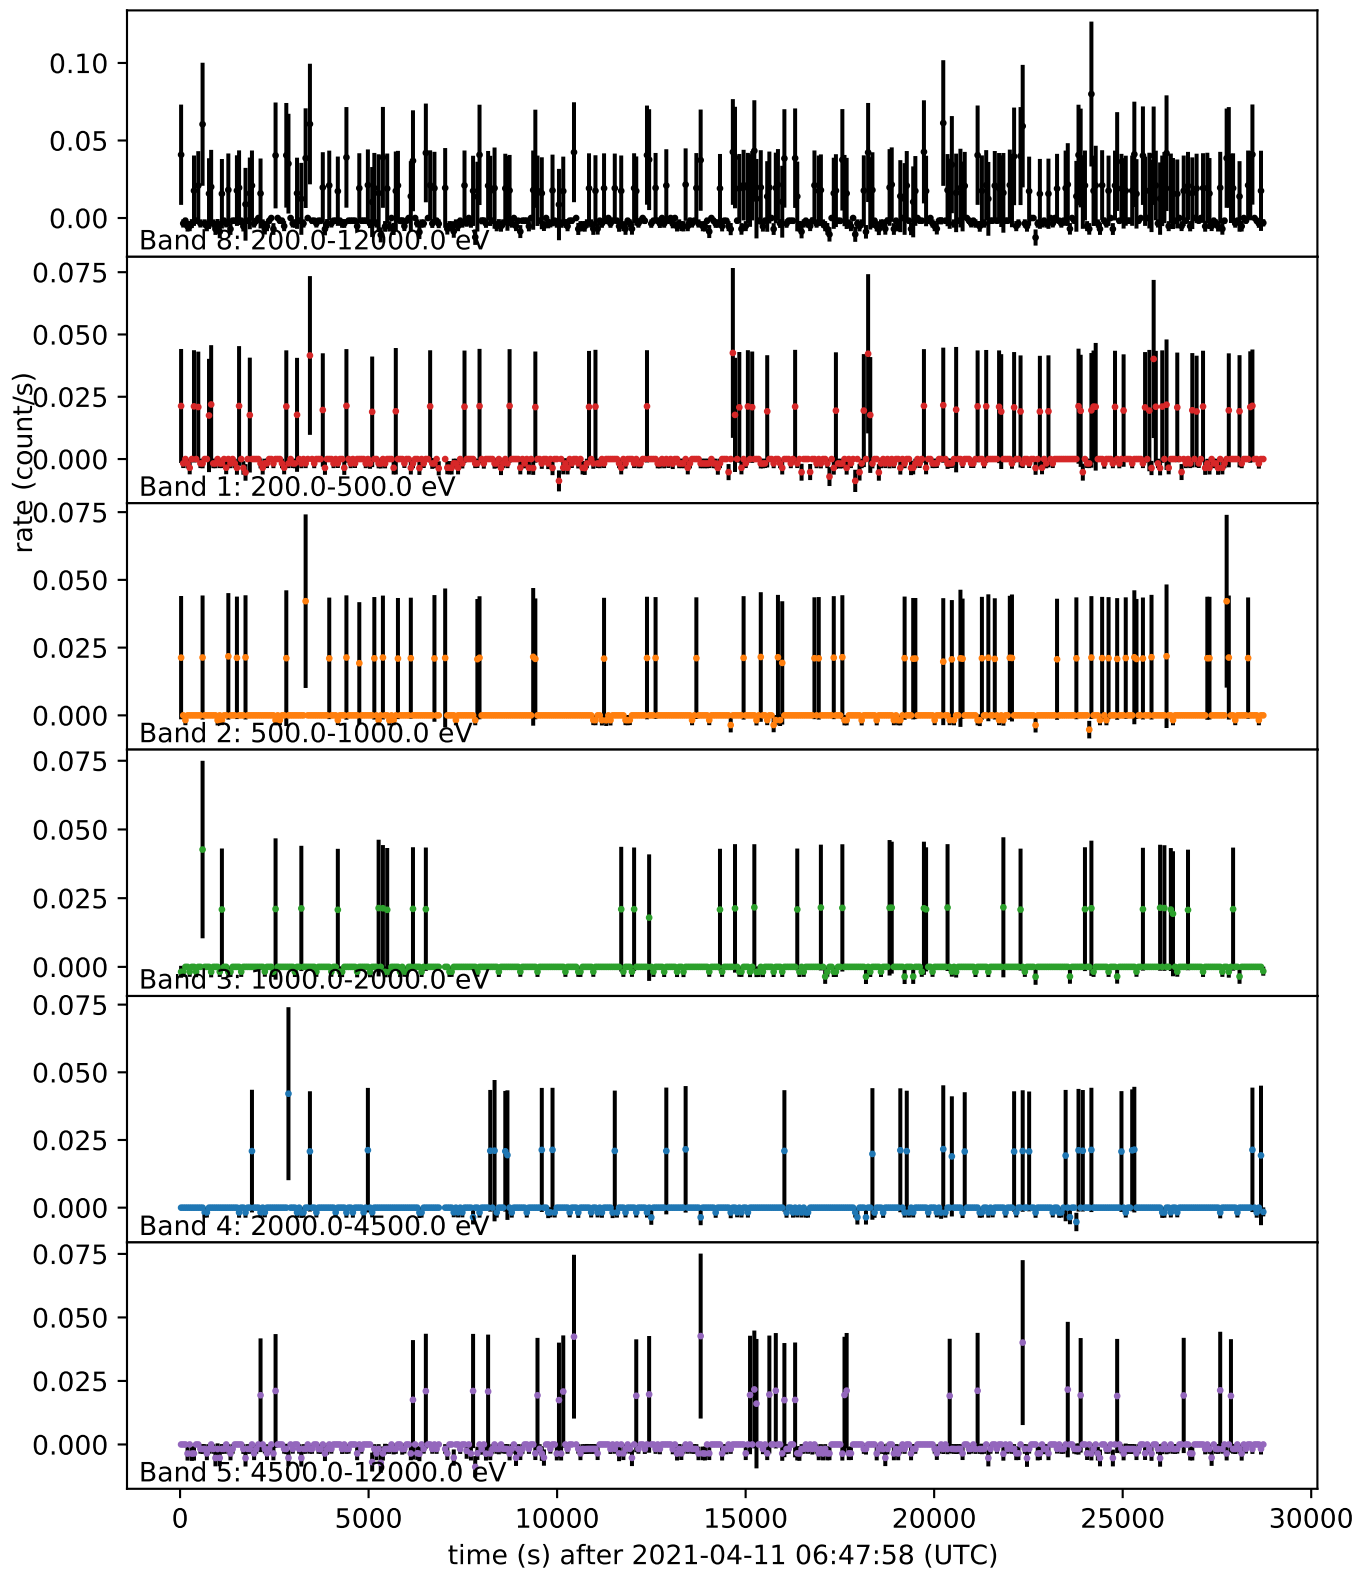 0.10
0.05
0.00
Band 8: 200.0-12000.0 eV
0.075
0.050
0.025
0.000
Band 1: 200.0-500.0 eV
rate (count/s)
0.075
0.050
0.025
0.000
Band 2: 500.0-1000.0 eV
0.075
0.050
0.025
0.000
Band 3: 1000.0-2000.0 eV
0.075
0.050
0.025
0.000
Band 4: 2000.0-4500.0 eV
0.075
0.050
0.025
0.000
Band 5: 4500.0-12000.0 eV
0 5000 10000 15000 20000 25000 30000
time (s) after 2021-04-11 06:47:58 (UTC)